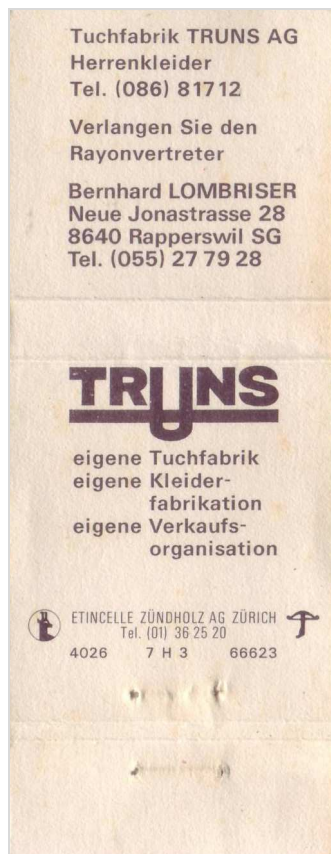 Tuchfabrik TRUNS AG
Herrenkleider
Tel. (086) 81712
Verlangen Sie den
Rayonvertreter
Bernhard LOMBRISER
Neue Jonastrasse 28
8640 Rapperswil SG
Tel. (055) 27 79 28
TRUNS
eigene Tuchfabrik
eigene Kleider-
fabrikation
eigene Verkaufs-
organisation
ETINCELLE ZÜNDHOLZ AG ZÜRICH
Tel. (01) 36 25 20
4026 7 H 3 66623